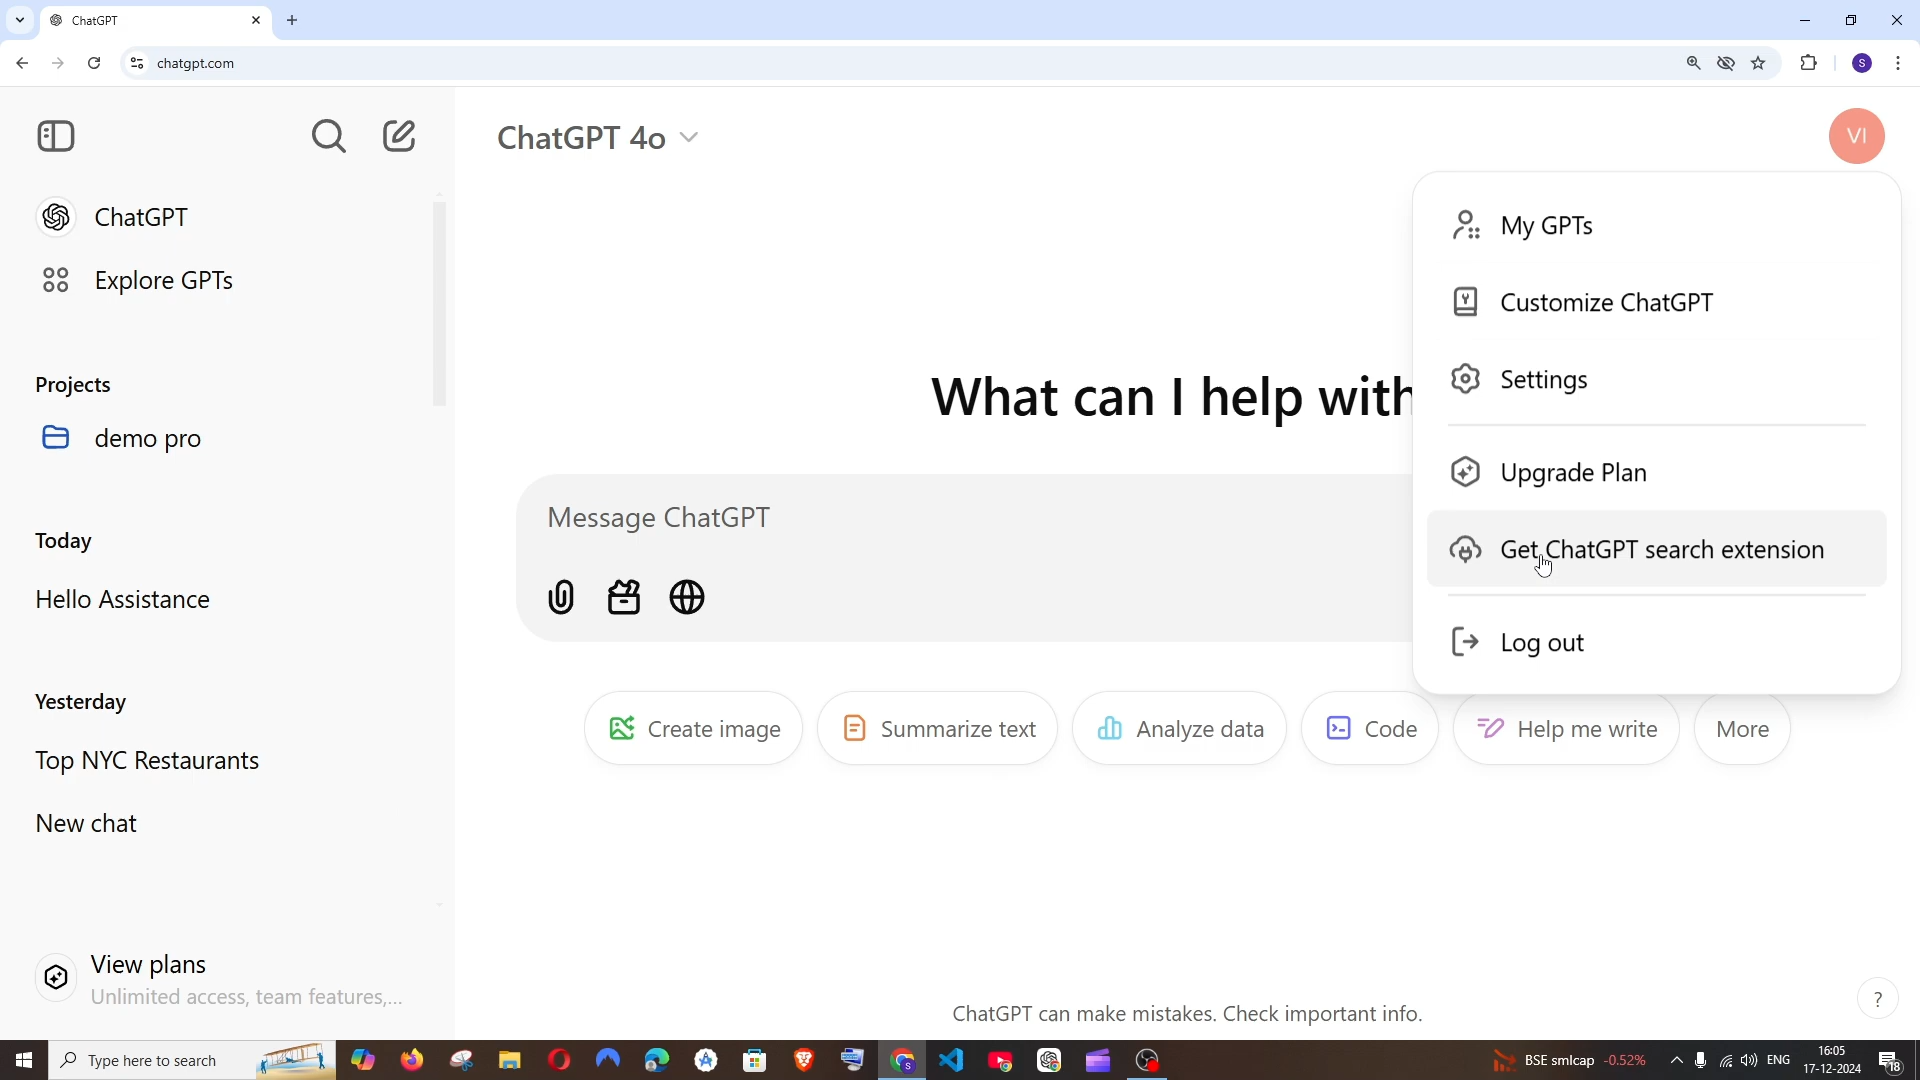 ChatGPT
chatgpt.com
S
ChatGPT
Explore GPTs
Projects
demo pro
Today
Hello Assistance
Yesterday
Top NYC Restaurants
New chat
View plans
Unlimited access, team features,...
ChatGPT 4o
VI
What can I help with
Message ChatGPT
Create image
Summarize text
Analyze data
Code
Help me write
More
My GPTs
Customize ChatGPT
Settings
Upgrade Plan
Get ChatGPT search extension
Log out
ChatGPT can make mistakes. Check important info.
?
Type here to search
BSE smlcap -0.52%
ENG
16:05
17-12-2024
18